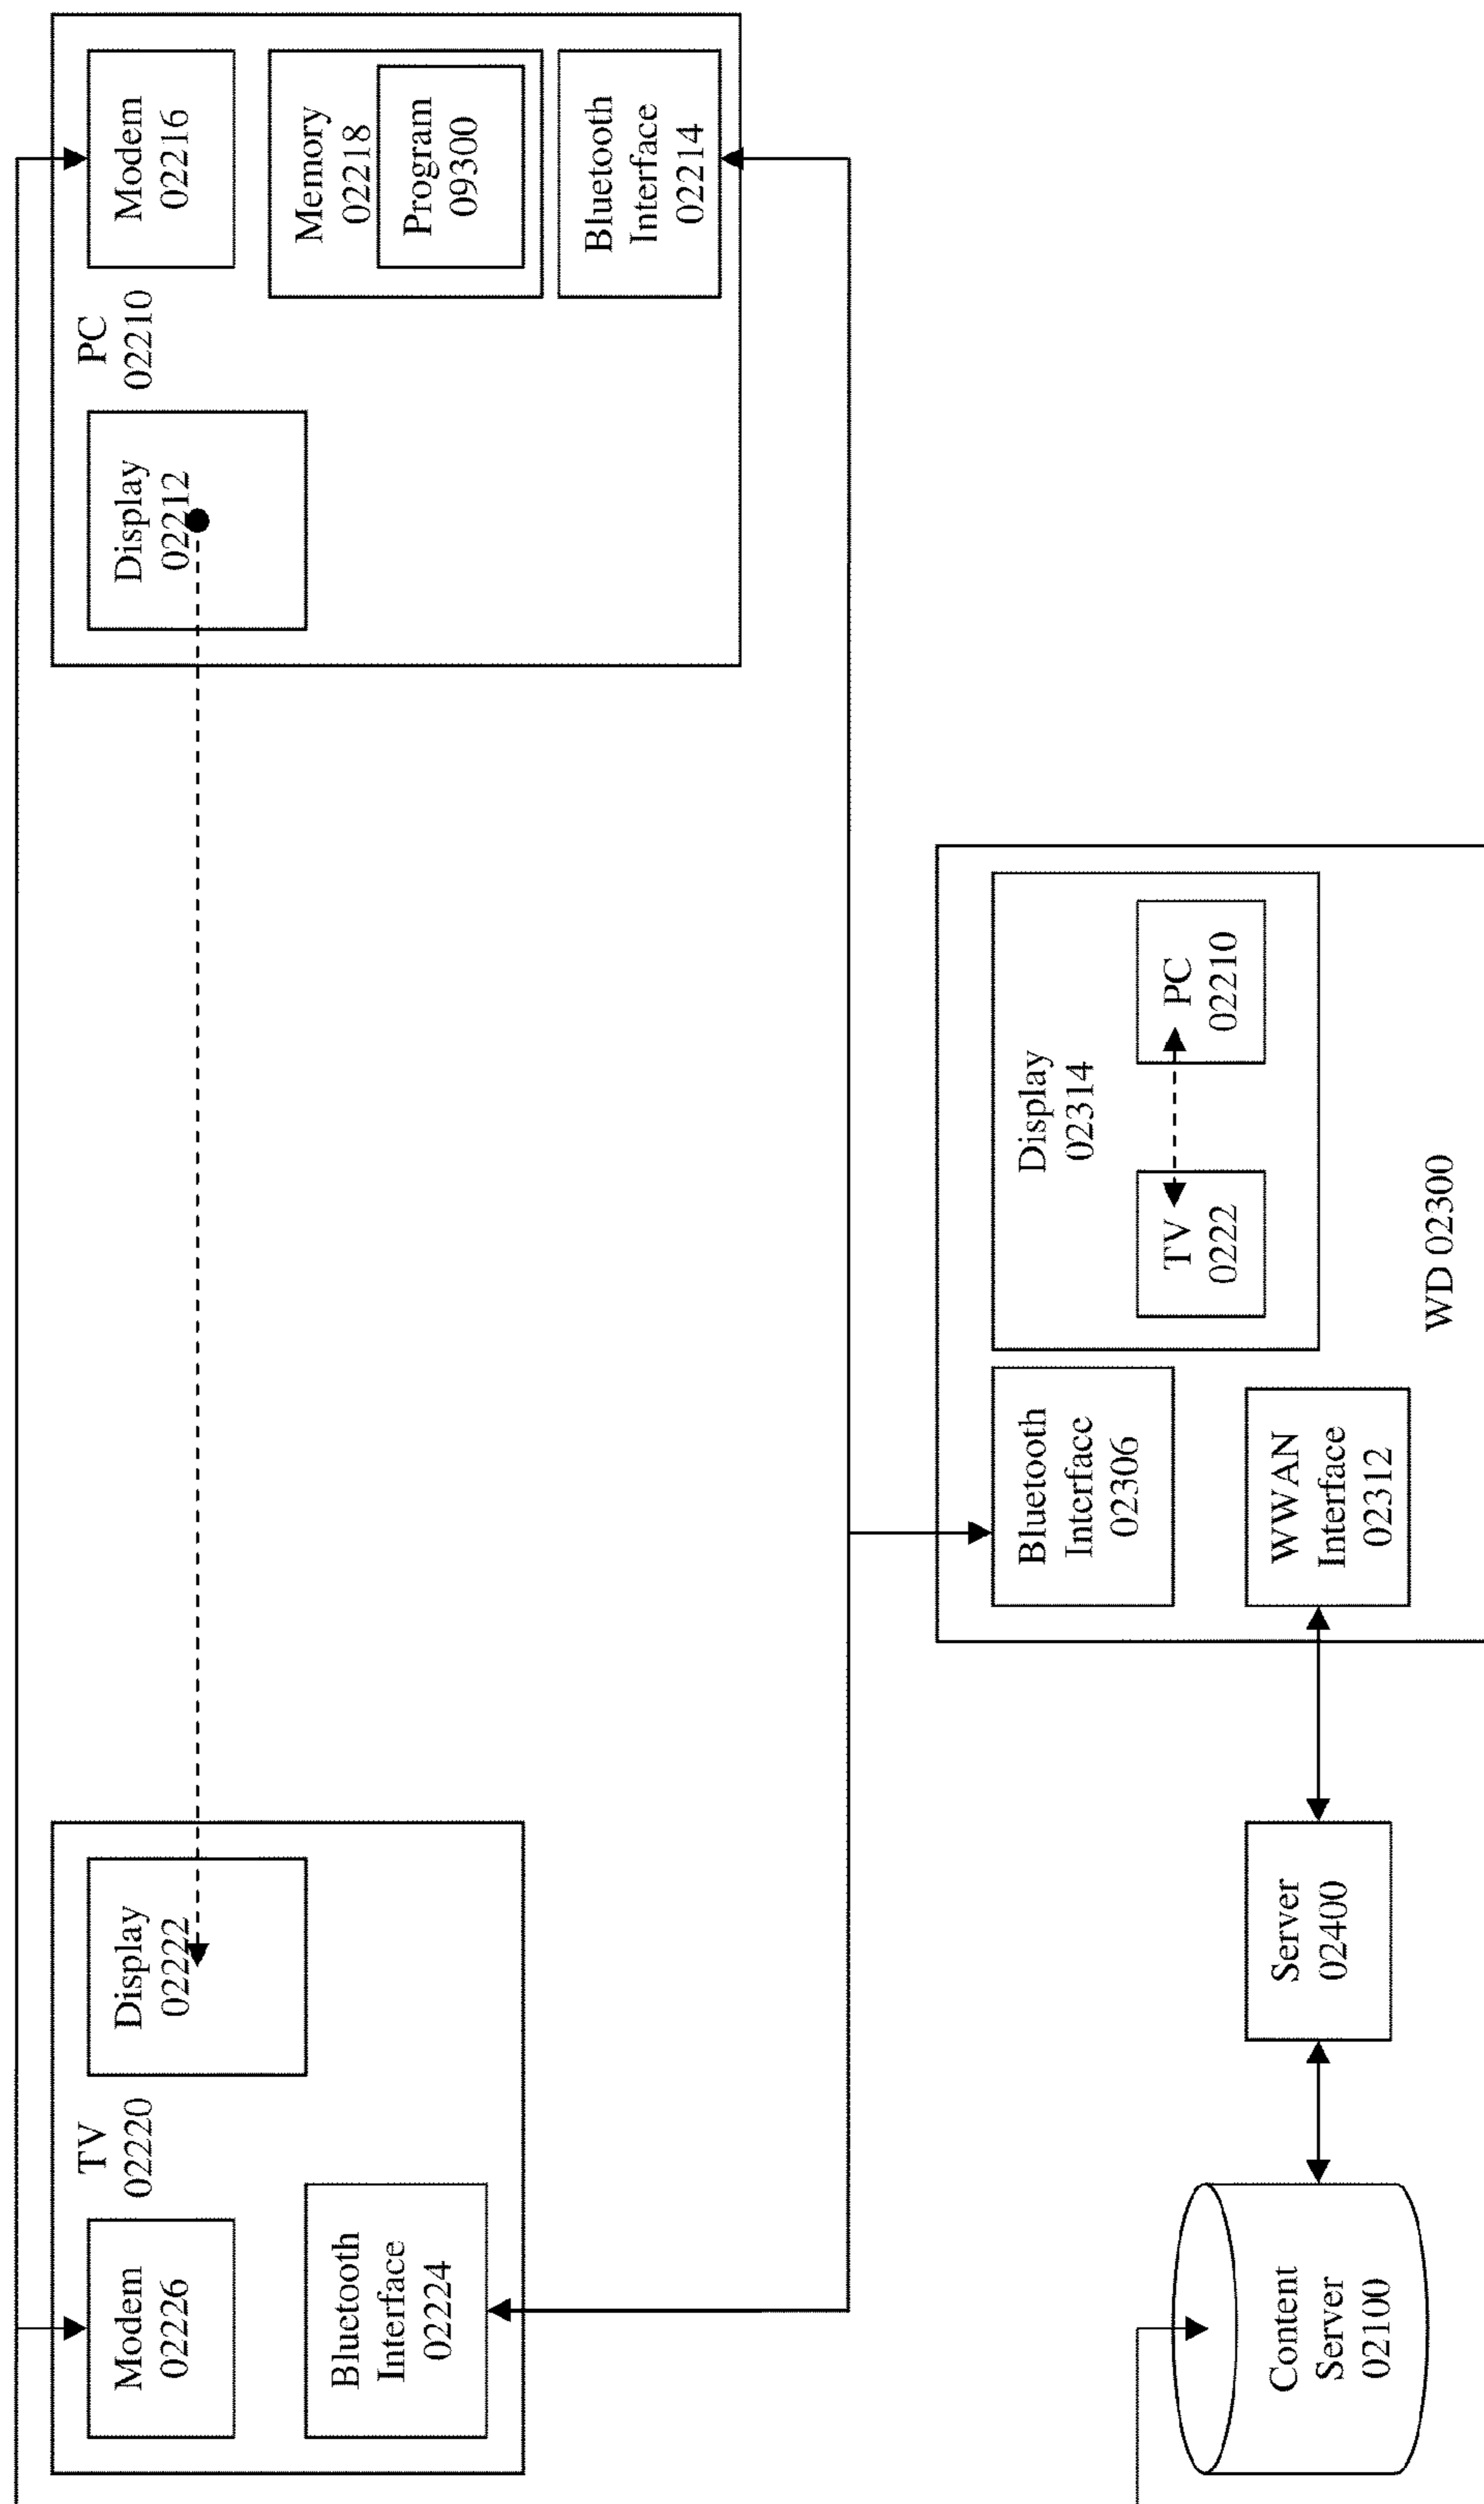 TV
02220
Modem
02226
Display
02222
Bluetooth
Interface
02224
PC
02210
Display
02212
Modem
02216
Memory
02218
Program
09300
Bluetooth
Interface
02214
Content
Server
02100
Server
02400
Bluetooth
Interface
02306
WWAN
Interface
02312
Display
02314
TV
0222
PC
02210
WD 02300